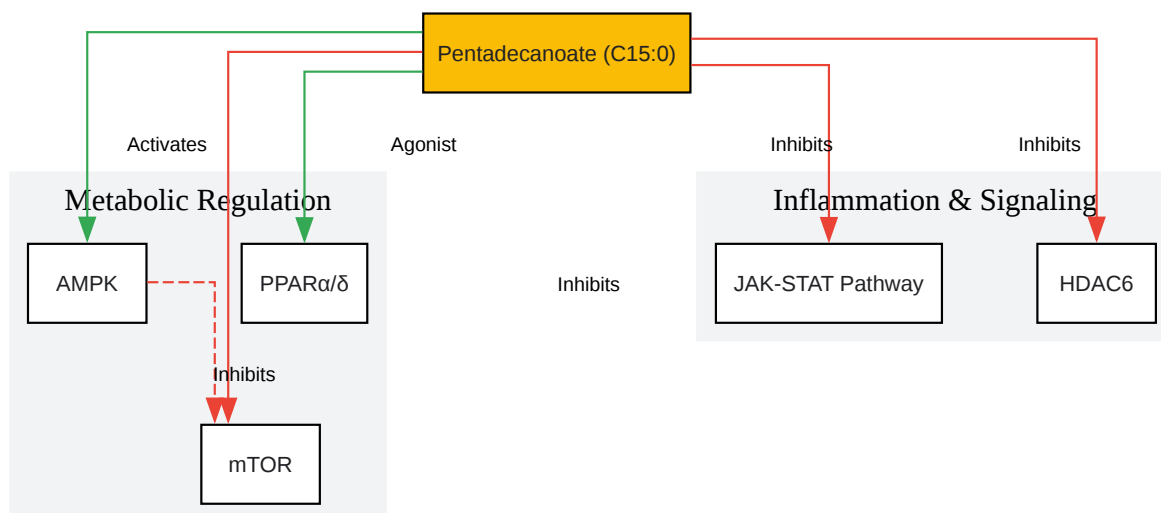 Pentadecanoate (C15:0)
Activates
Agonist
Inhibits
Inhibits
Metabolic Regulation
Inflammation & Signaling
AMPK
PPARα/δ
Inhibits
JAK-STAT Pathway
HDAC6
Inhibits
mTOR